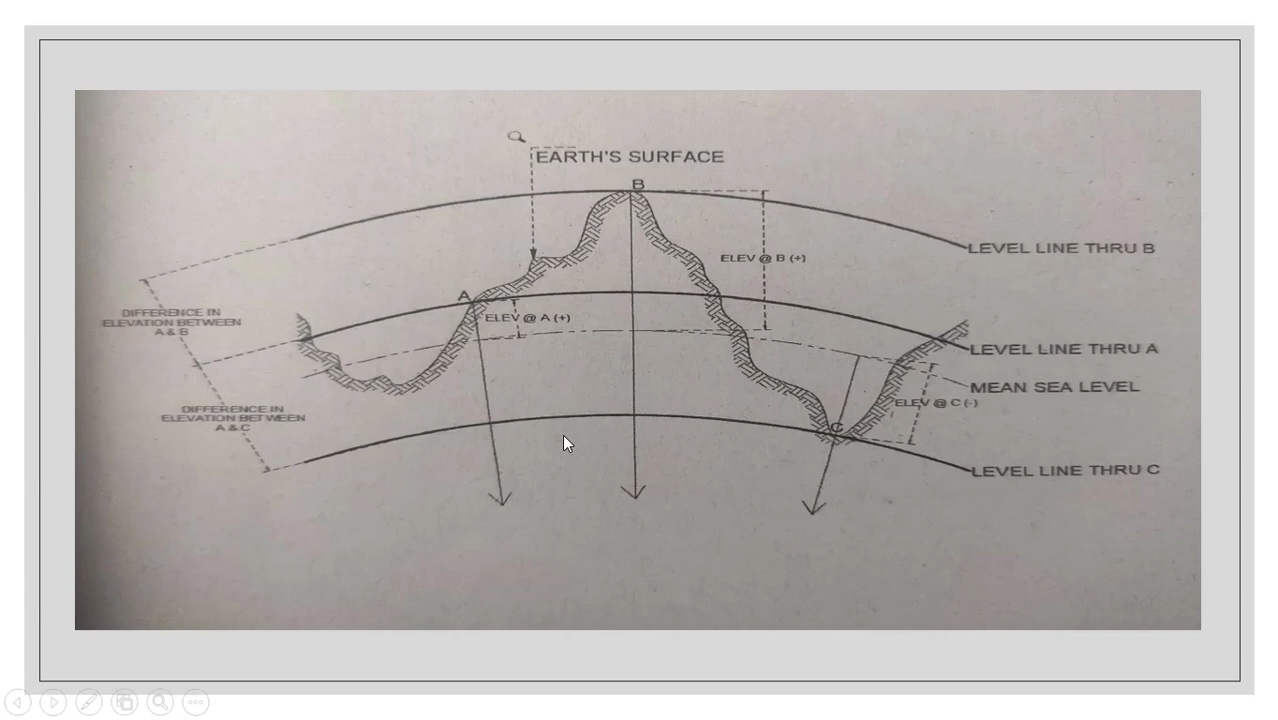 EARTH'S SURFACE
B
LEVEL LINE THRU B
ELEV @ B (+)
A
ELEV @ A (+)
DIFFERENCE IN
ELEVATION BETWEEN
A & B
LEVEL LINE THRU A
MEAN SEA LEVEL
ELEV @ C (-)
DIFFERENCE IN
ELEVATION BETWEEN
A & C
C
LEVEL LINE THRU C